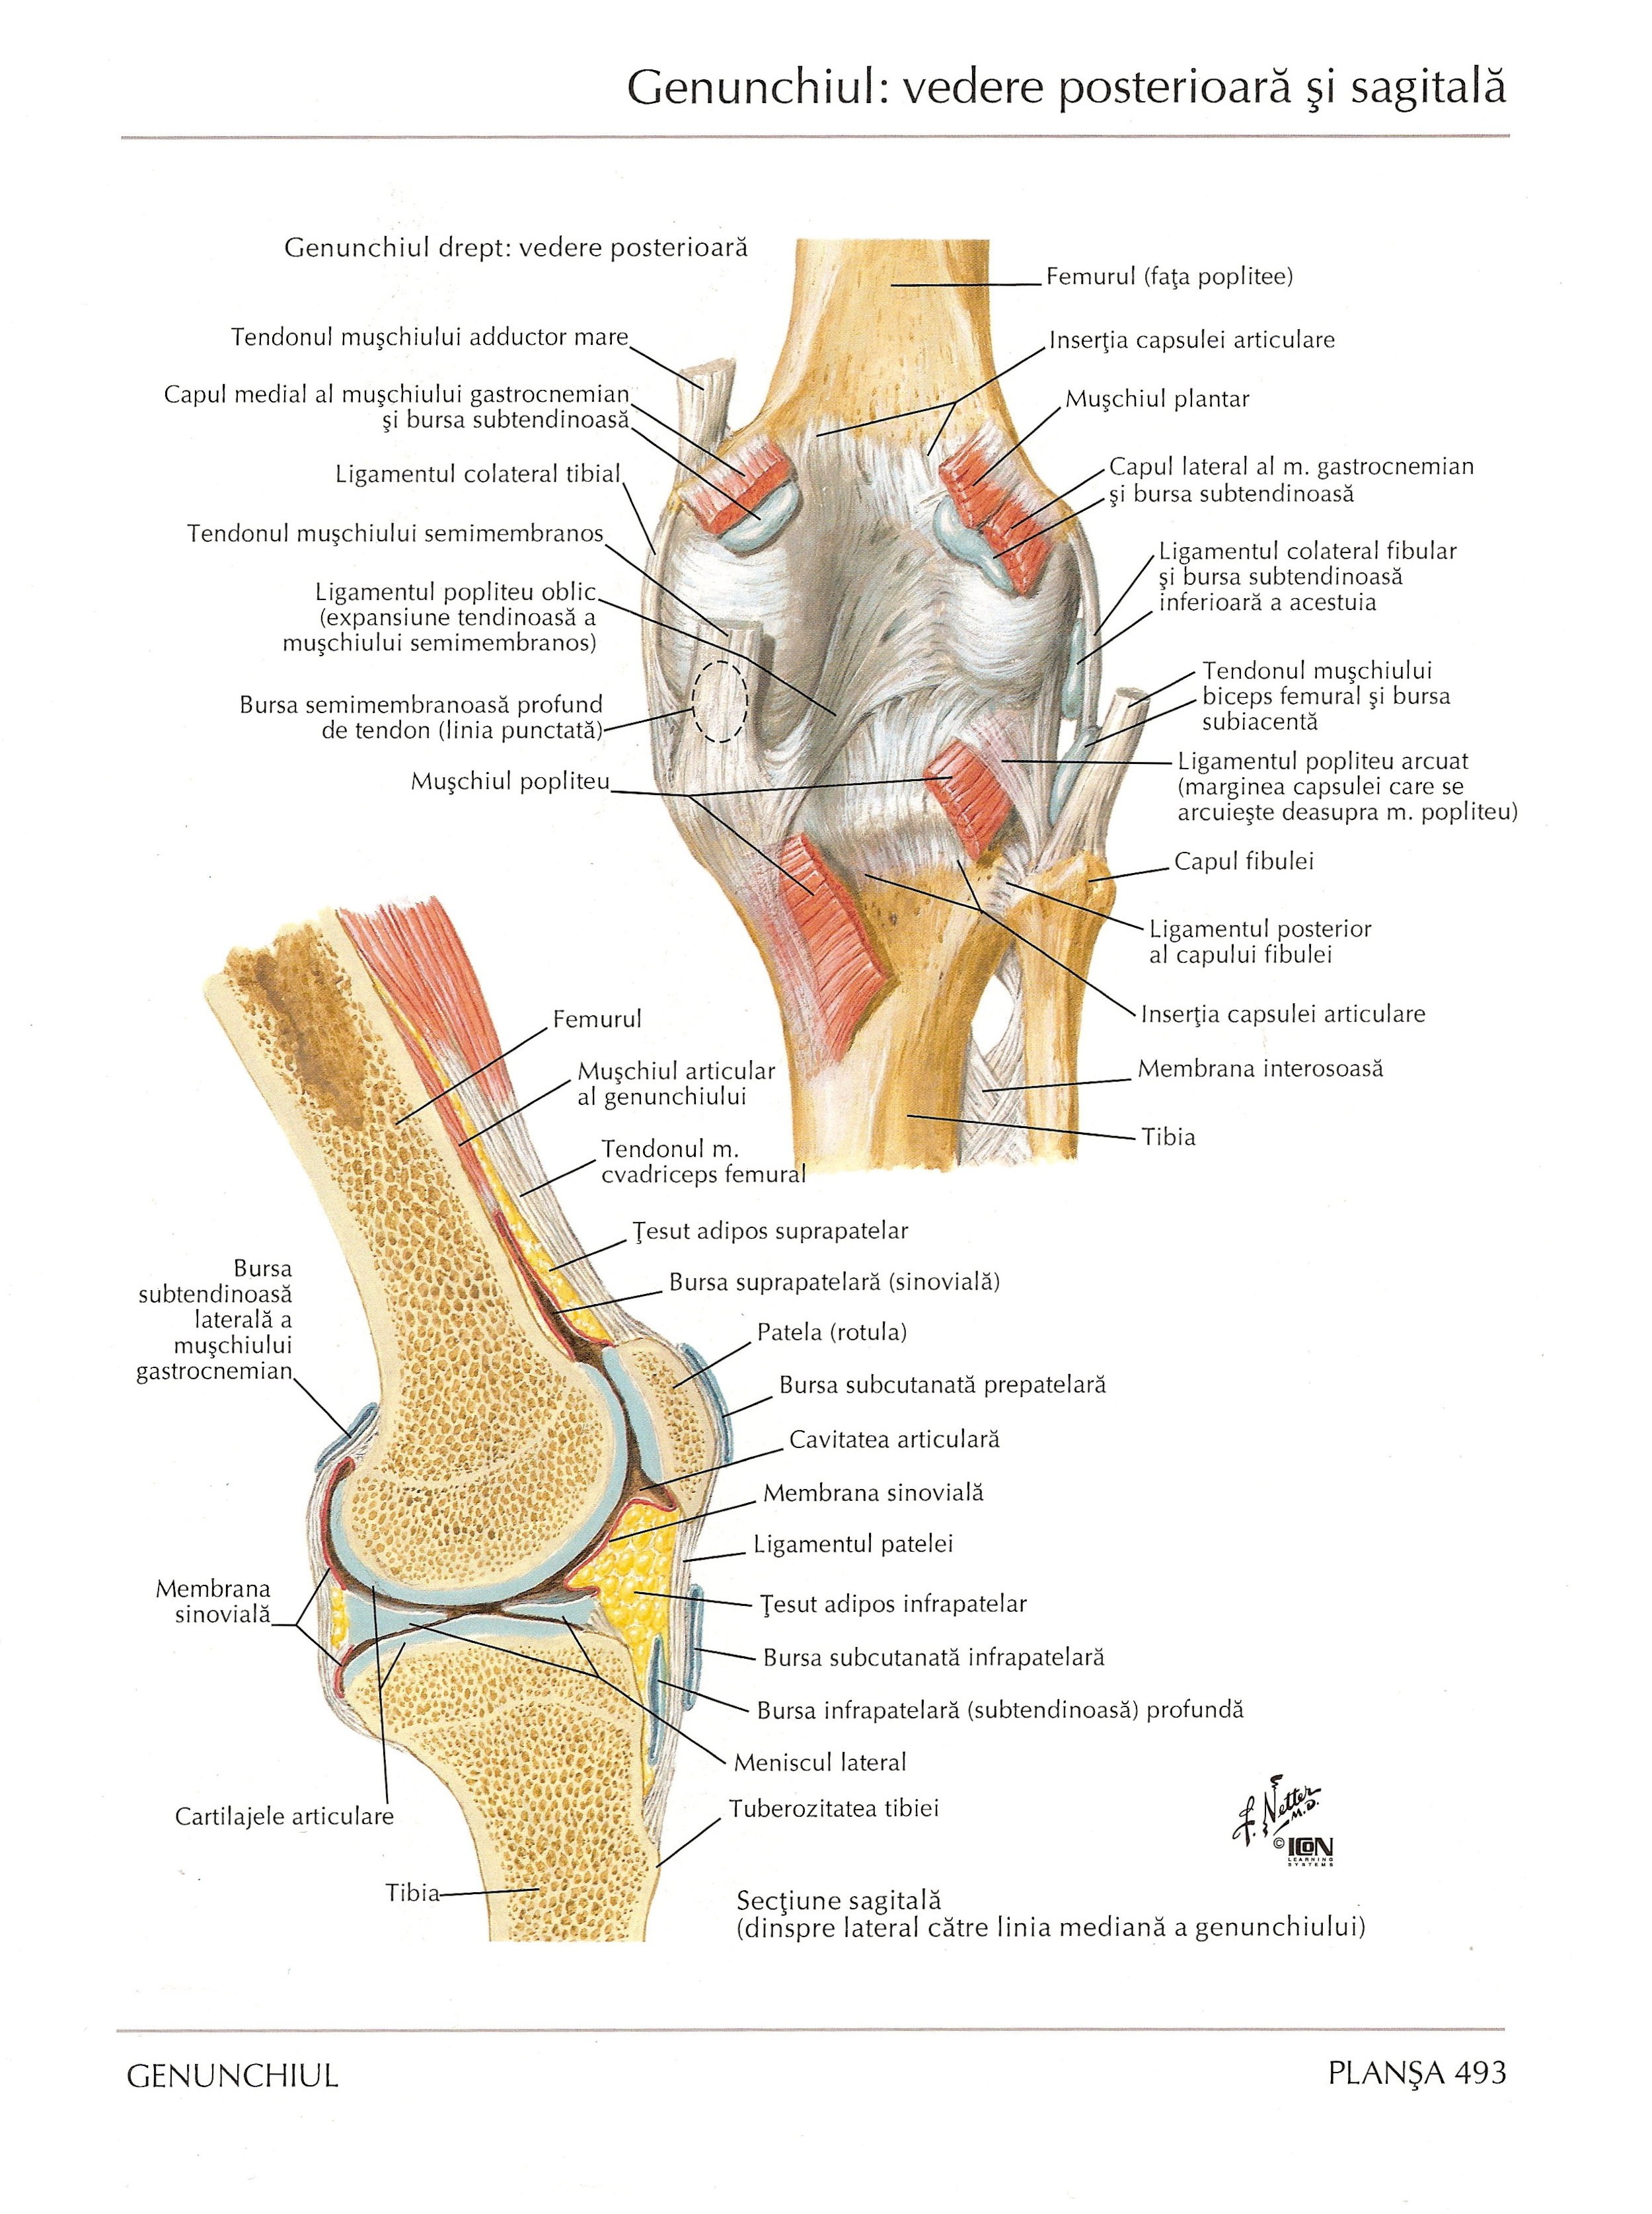 Genunchiul: vedere posterioară şi sagitală
Genunchiul drept: vedere posterioară
Tendonul muşchiului adductor mare
Capul medial al muşchiului gastrocnemian
şi bursa subtendinoasă
Ligamentul colateral tibial
Tendonul muşchiului semimembranos
Ligamentul popliteu oblic
(expansiune tendinoasă a
muşchiului semimembranos)
Bursa semimembranoasă profund
de tendon (linia punctată)
Muşchiul popliteu
Femurul (faţa poplitee)
Inserţia capsulei articulare
Muşchiul plantar
Capul lateral al m. gastrocnemian
şi bursa subtendinoasă
Ligamentul colateral fibular
şi bursa subtendinoasă
inferioară a acestuia
Tendonul muşchiului
biceps femural şi bursa
subiacentă
Ligamentul popliteu arcuat
(marginea capsulei care se
arcuieşte deasupra m. popliteu)
Capul fibulei
Ligamentul posterior
al capului fibulei
Inserţia capsulei articulare
Membrana interosoasă
Tibia
Femurul
Muşchiul articular
al genunchiului
Tendonul m.
cvadriceps femural
Ţesut adipos suprapatelar
Bursa suprapatelară (sinovială)
Patela (rotula)
Bursa subcutanată prepatelară
Cavitatea articulară
Membrana sinovială
Ligamentul patelei
Ţesut adipos infrapatelar
Bursa subcutanată infrapatelară
Bursa infrapatelară (subtendinoasă) profundă
Meniscul lateral
Tuberozitatea tibiei
Bursa
subtendinoasă
laterală a
muşchiului
gastrocnemian
Membrana
sinovială
Cartilajele articulare
Tibia
Secţiune sagitală
(dinspre lateral către linia mediană a genunchiului)
F. Netter
M.D.
© ICON
LEARNING
SYSTEMS
GENUNCHIUL
PLANŞA 493